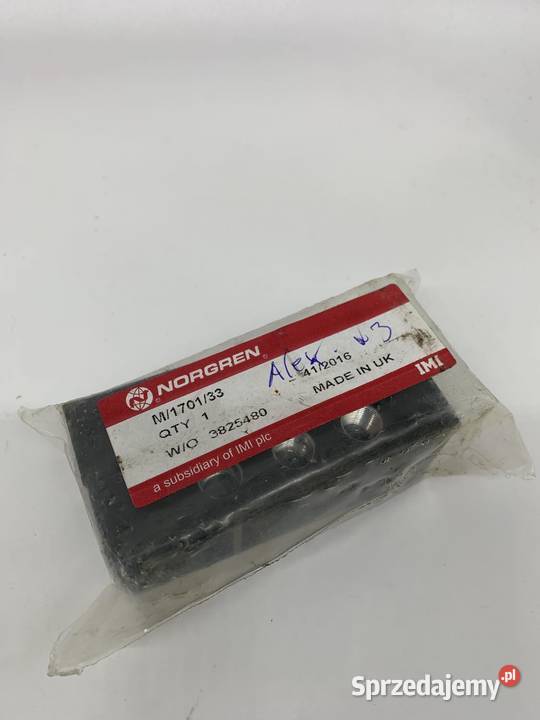 NORGREN®
Alex v3
M/1701/33
41/2016
QTY 1
MADE IN UK
W/O 3825480
IMI
a subsidiary of IMI plc
Sprzedajemy.pl